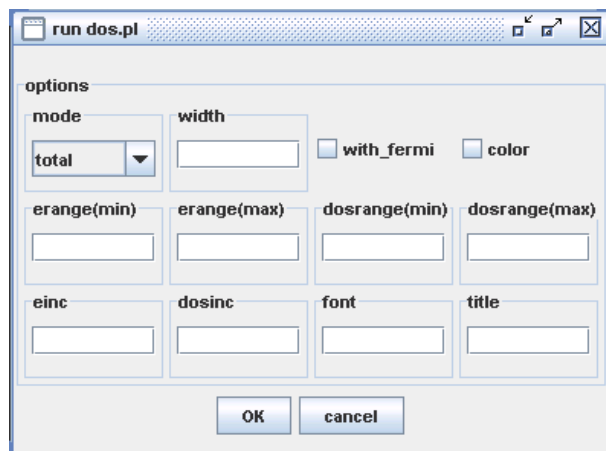 run dos.pl
options
mode width
total with_fermi color
erange(min) erange(max) dosrange(min) dosrange(max)
einc dosinc font title
OK cancel